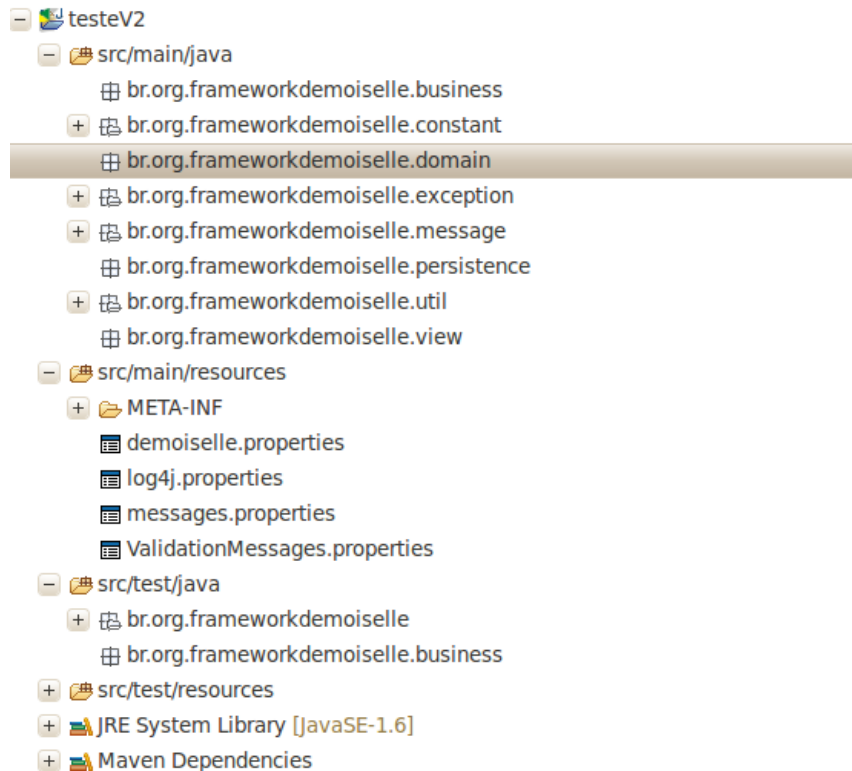 testeV2
src/main/java
br.org.frameworkdemoiselle.business
br.org.frameworkdemoiselle.constant
br.org.frameworkdemoiselle.domain
br.org.frameworkdemoiselle.exception
br.org.frameworkdemoiselle.message
br.org.frameworkdemoiselle.persistence
br.org.frameworkdemoiselle.util
br.org.frameworkdemoiselle.view
src/main/resources
META-INF
demoiselle.properties
log4j.properties
messages.properties
ValidationMessages.properties
src/test/java
br.org.frameworkdemoiselle
br.org.frameworkdemoiselle.business
src/test/resources
JRE System Library [JavaSE-1.6]
Maven Dependencies